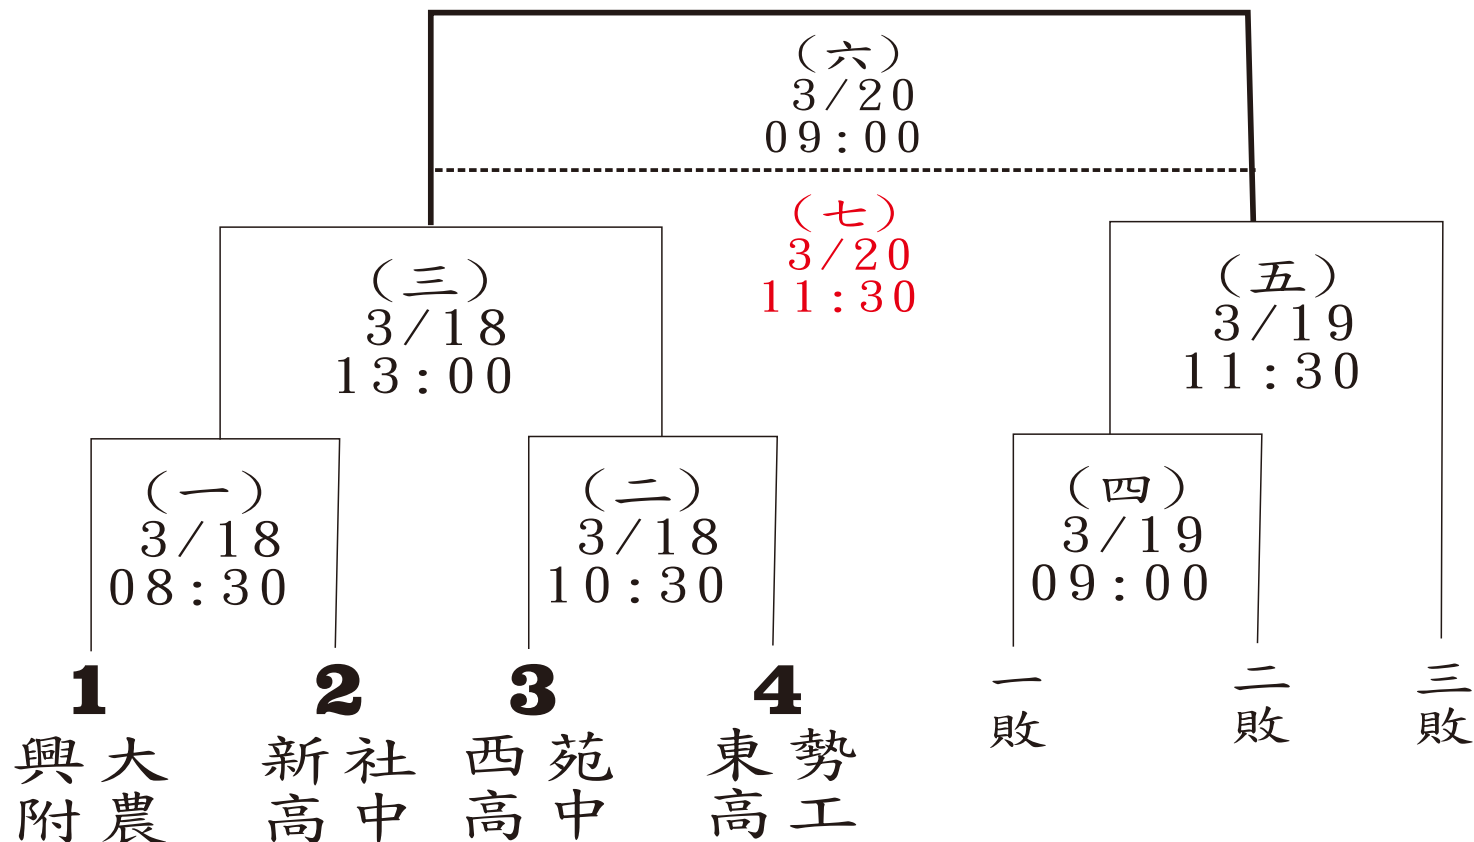 (六)
3/20
09:00
(七)
3/20
11:30
(三)
3/18
13:00
(五)
3/19
11:30
(一)
3/18
08:30
(二)
3/18
10:30
(四)
3/19
09:00
1
興大
附農
2
新社
高中
3
西苑
高中
4
東勢
高工
一
敗
二
敗
三
敗